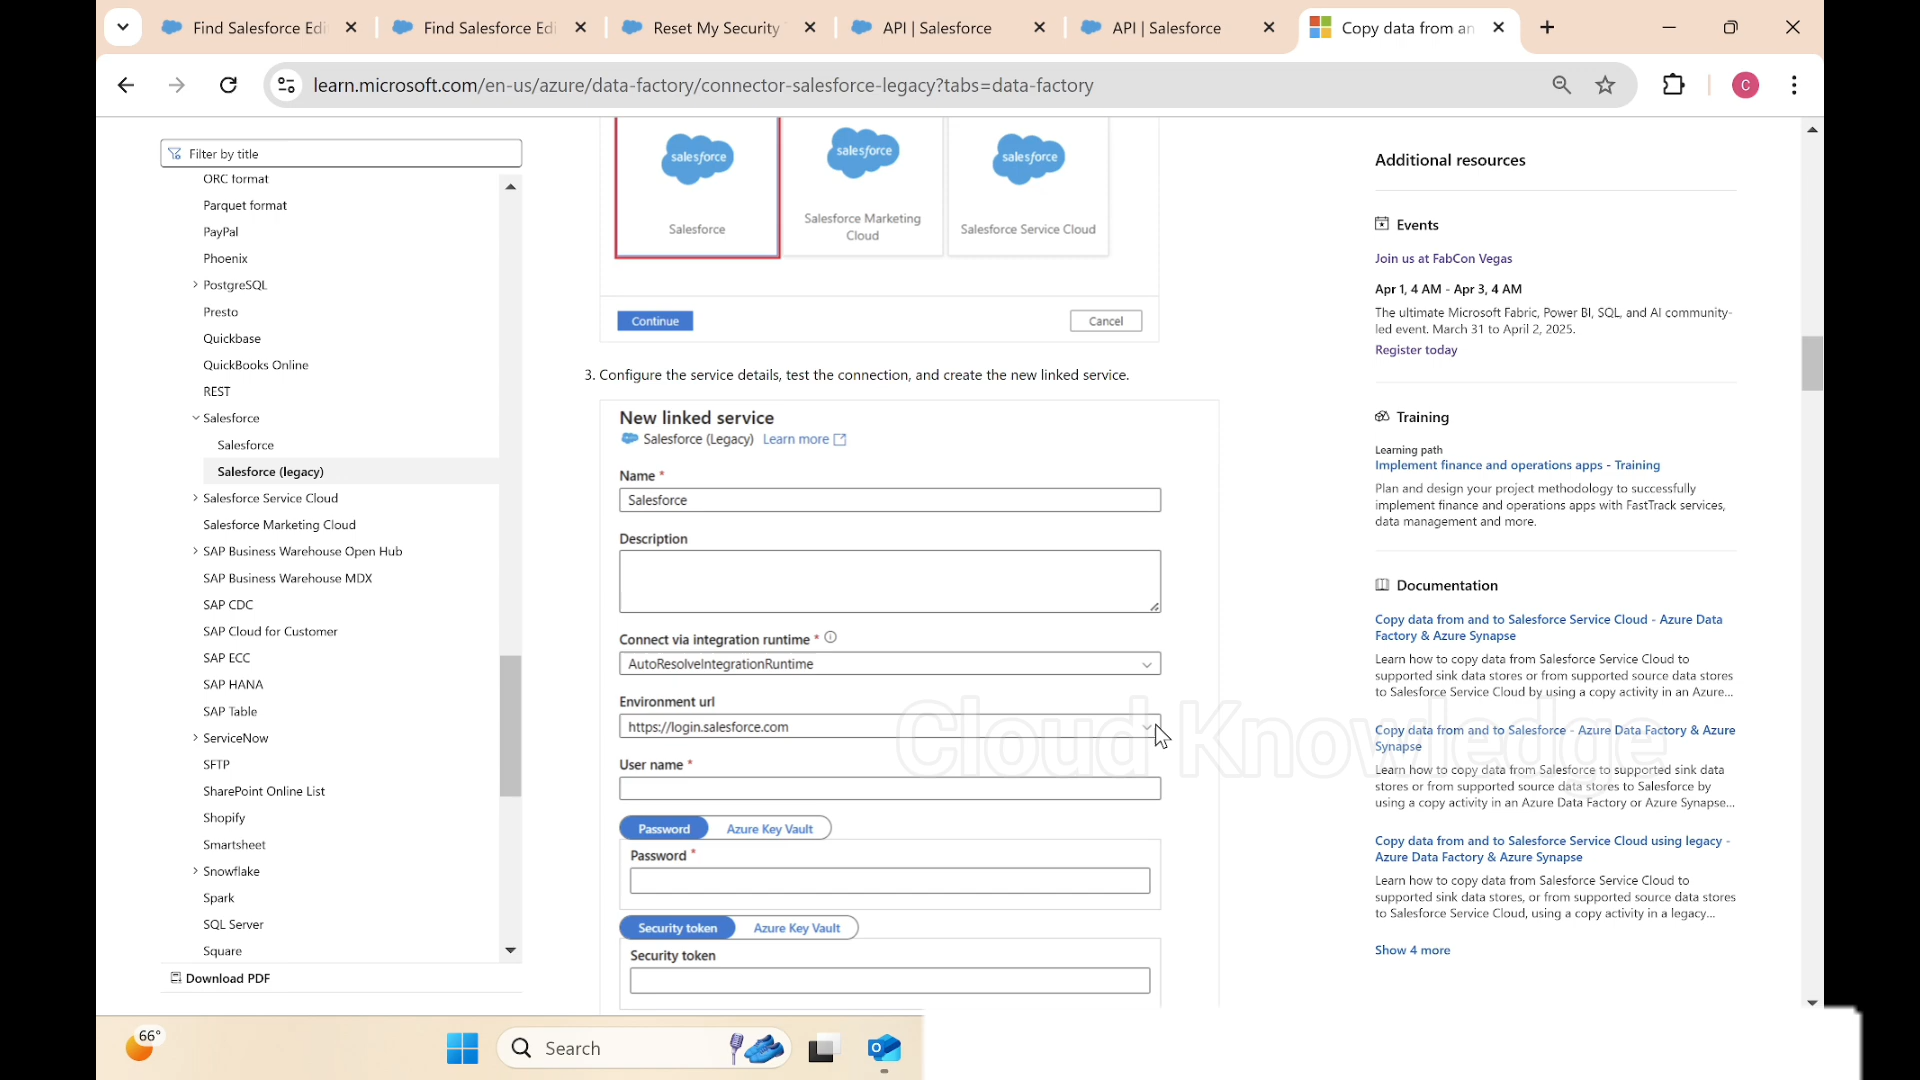 Find Salesforce Edi
Find Salesforce Edi
Reset My Security
API | Salesforce
API | Salesforce
Copy data from an
learn.microsoft.com/en-us/azure/data-factory/connector-salesforce-legacy?tabs=data-factory
C
Filter by title
ORC format
Parquet format
PayPal
Phoenix
PostgreSQL
Presto
Quickbase
QuickBooks Online
REST
Salesforce
Salesforce
Salesforce (legacy)
Salesforce Service Cloud
Salesforce Marketing Cloud
SAP Business Warehouse Open Hub
SAP Business Warehouse MDX
SAP CDC
SAP Cloud for Customer
SAP ECC
SAP HANA
SAP Table
ServiceNow
SFTP
SharePoint Online List
Shopify
Smartsheet
Snowflake
Spark
SQL Server
Square
Download PDF
salesforce
salesforce
salesforce
Salesforce
Salesforce Marketing
Cloud
Salesforce Service Cloud
Continue
Cancel
3. Configure the service details, test the connection, and create the new linked service.
New linked service
Salesforce (Legacy) Learn more
Name *
Salesforce
Description
Connect via integration runtime *
AutoResolveIntegrationRuntime
Environment url
https://login.salesforce.com
User name *
Password
Azure Key Vault
Password *
Security token
Azure Key Vault
Security token
Additional resources
Events
Join us at FabCon Vegas
Apr 1, 4 AM - Apr 3, 4 AM
The ultimate Microsoft Fabric, Power BI, SQL, and AI community-
led event. March 31 to April 2, 2025.
Register today
Training
Learning path
Implement finance and operations apps - Training
Plan and design your project methodology to successfully
implement finance and operations apps with FastTrack services,
data management and more.
Documentation
Copy data from and to Salesforce Service Cloud - Azure Data
Factory & Azure Synapse
Learn how to copy data from Salesforce Service Cloud to
supported sink data stores or from supported source data stores
to Salesforce Service Cloud by using a copy activity in an Azure...
Copy data from and to Salesforce - Azure Data Factory & Azure
Synapse
Learn how to copy data from Salesforce to supported sink data
stores or from supported source data stores to Salesforce by
using a copy activity in an Azure Data Factory or Azure Synapse...
Copy data from and to Salesforce Service Cloud using legacy -
Azure Data Factory & Azure Synapse
Learn how to copy data from Salesforce Service Cloud to
supported sink data stores, or from supported source data stores
to Salesforce Service Cloud, using a copy activity in a legacy...
Show 4 more
Cloud Knowledge
66°
Search